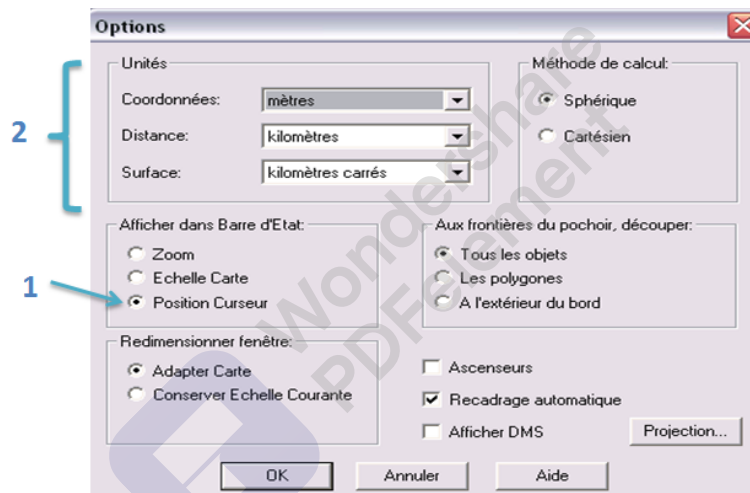 Options
Unités
Coordonnées:
mètres
Distance:
kilomètres
Surface:
kilomètres carrés
Méthode de calcul:
Sphérique
Cartésien
2
Afficher dans Barre d'Etat:
Zoom
Echelle Carte
Position Curseur
1
Aux frontières du pochoir, découper:
Tous les objets
Les polygones
A l'extérieur du bord
Redimensionner fenêtre:
Adapter Carte
Conserver Echelle Courante
Ascenseurs
Recadrage automatique
Afficher DMS
Projection...
OK
Annuler
Aide
Wondershare
PDFelement